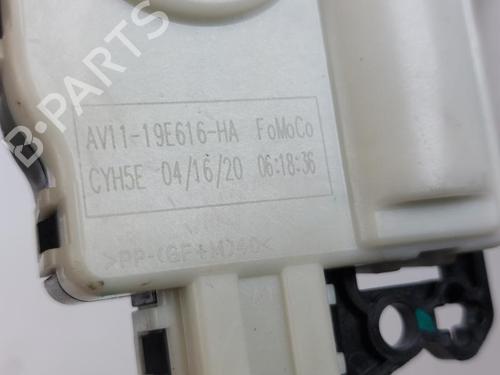 B-PARTS
AV11-19E616-HA FoMoCo
CYH5E 04/16/20 06:18:36
>PP-(GF+M)40<